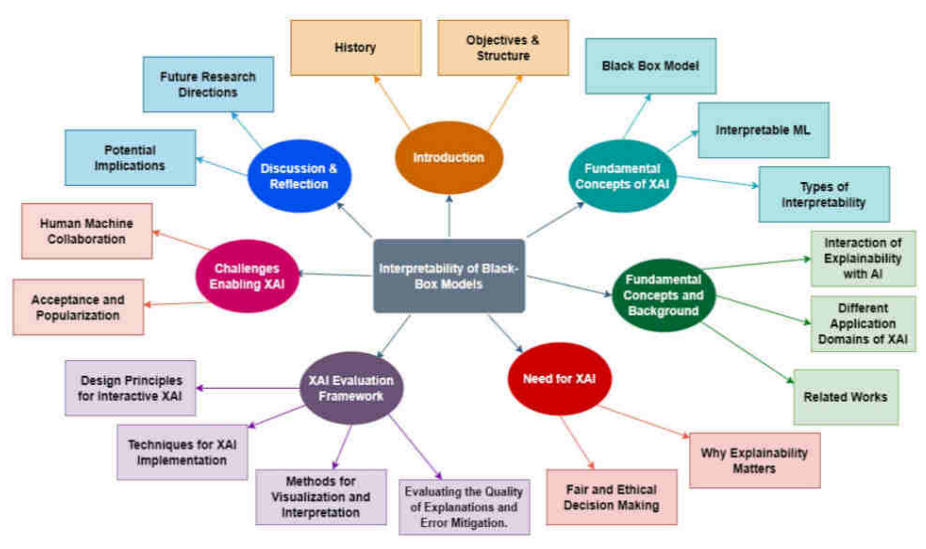 History
Objectives &
Structure
Black Box Model
Future Research
Directions
Interpretable ML
Potential
Implications
Discussion &
Reflection
Introduction
Fundamental
Concepts of XAI
Types of
Interpretability
Human Machine
Collaboration
Challenges
Enabling XAI
Interpretability of Black-
Box Models
Fundamental
Concepts and
Background
Interaction of
Explainability
with AI
Acceptance and
Popularization
Different
Application
Domains of XAI
Design Principles
for Interactive XAI
XAI Evaluation
Framework
Need for XAI
Related Works
Techniques for XAI
Implementation
Why Explainability
Matters
Methods for
Visualization and
Interpretation
Evaluating the Quality
of Explanations and
Error Mitigation.
Fair and Ethical
Decision Making